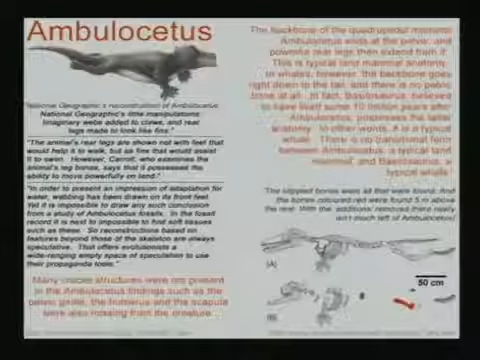 Ambulocetus
National Geographic's reconstruction of Ambulocetus
National Geographic's little manipulations:
Imaginary webs added to claws, and rear
legs made to look like fins."
"The animal's rear legs are shown not with feet that
would help it to walk, but as fins that would assist
it to swim. However, Carroll, who examines the
animal's leg bones, says that it possessed the
ability to move powerfully on land."
"In order to present an impression of adaptation for
water, webbing has been drawn on its front feet.
Yet it is impossible to draw any such conclusion
from a study of Ambulocetus fossils. In the fossil
record it is next to impossible to find soft tissues
such as these. So reconstructions based on
features beyond those of the skeleton are always
speculative. That offers evolutionists a
wide-ranging empty space of speculation to use
their propaganda tools."
Many crucial structures were not present
in the Ambulocetus findings such as the
pelvic girdle, the humerus and the scapula
were also missing from the creature.
The backbone of the quadrupedal mammal
Ambulocetus ends at the pelvis, and
powerful rear legs then extend from it.
This is typical land mammal anatomy.
In whales, however, the backbone goes
right down to the tail, and there is no pelvic
bone at all. In fact, Basilosaurus, believed
to have lived some 10 million years after
Ambulocetus, possesses the latter
anatomy. In other words, it is a typical
whale. There is no transitional form
between Ambulocetus, a typical land
mammal, and Basilosaurus, a
typical whale!
The stippled bones were all that were found. And
the bones coloured red were found 5 m above
the rest. With the 'additions' removed there really
isn't much left of Ambulocetus!
(A)
50 cm
(B)